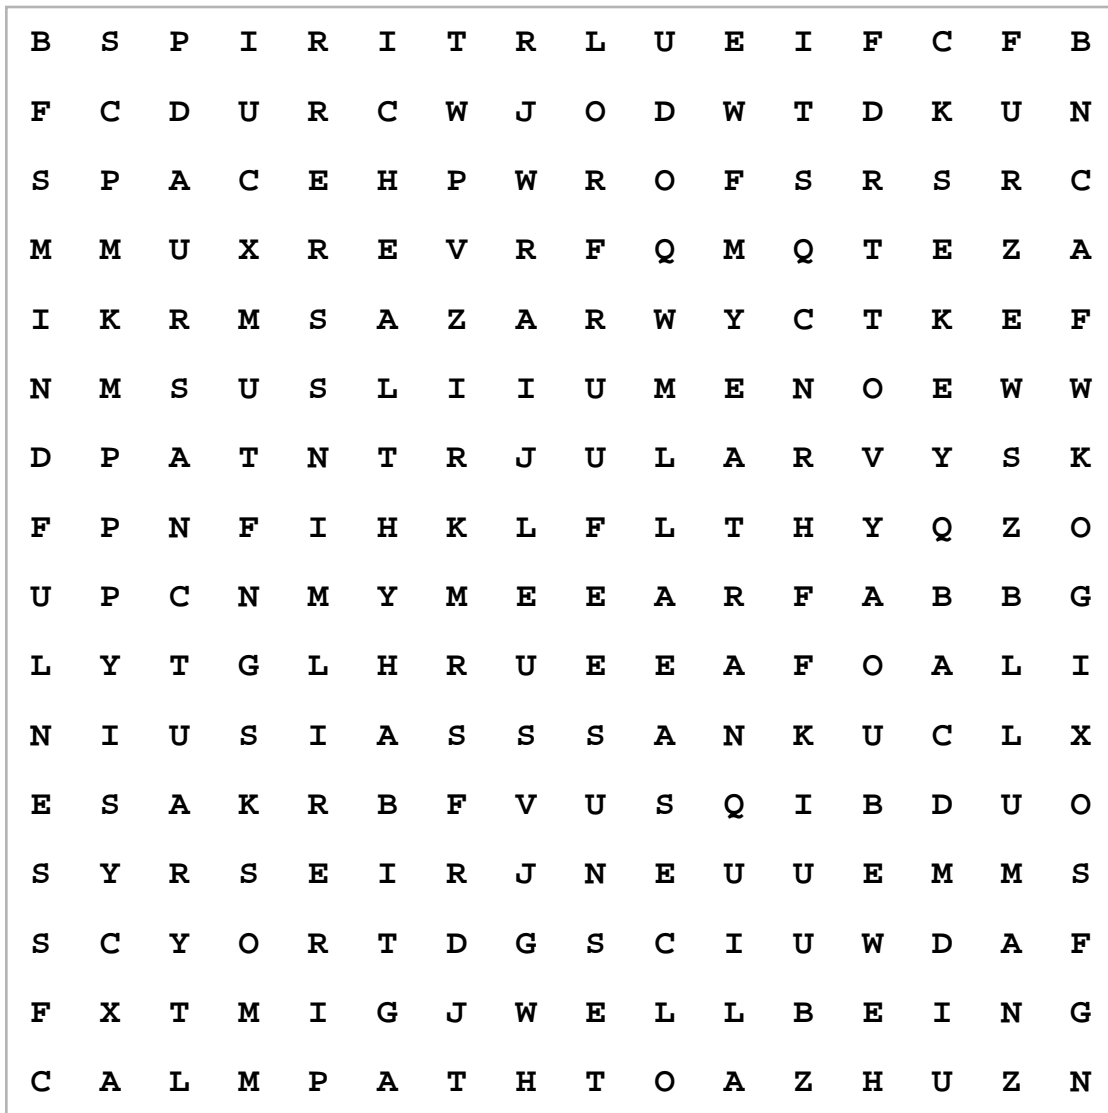 B S P I R I T R L U E I F C F B
F C D U R C W J O D W T D K U N
S P A C E H P W R O F S R S R C
M M U X R E V R F Q M Q T E Z A
I K R M S A Z A R W Y C T K E F
N M S U S L I I U M E N O E W W
D P A T N T R J U L A R V Y S K
F P N F I H K L F L T H Y Q Z O
U P C N M Y M E E A R F A B B G
L Y T G L H R U E E A F O A L I
N I U S I A S S S A N K U C L X
E S A K R B F V U S Q I B D U O
S Y R S E I R J N E U U E M M S
S C Y O R T D G S C I U W D A F
F X T M I G J W E L L B E I N G
C A L M P A T H T O A Z H U Z N